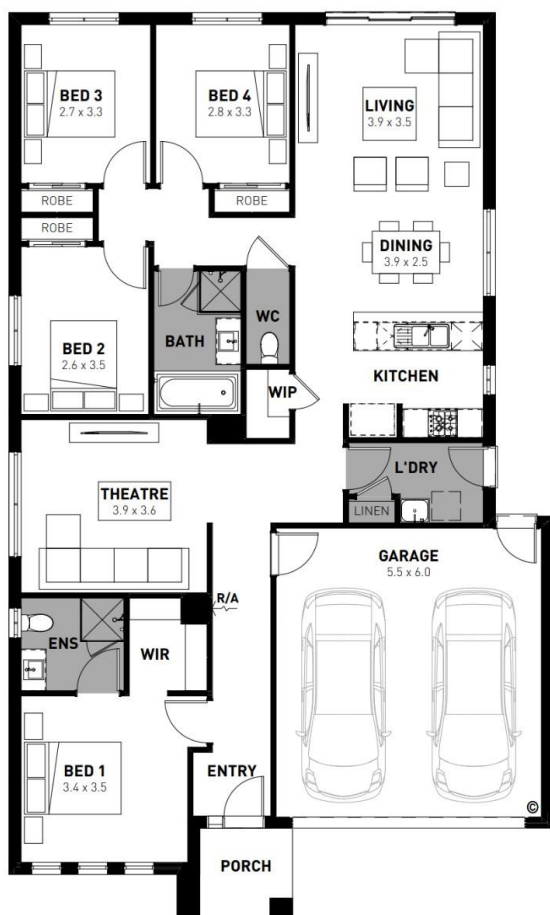 BED 3
2.7 x 3.3
BED 4
2.8 x 3.3
LIVING
3.9 x 3.5
ROBE
ROBE
ROBE
DINING
3.9 x 2.5
BED 2
2.6 x 3.5
BATH
WC
KITCHEN
WIP
THEATRE
3.9 x 3.6
L'DRY
LINEN
GARAGE
5.5 x 6.0
R/A
ENS
WIR
BED 1
3.4 x 3.5
ENTRY
©
PORCH